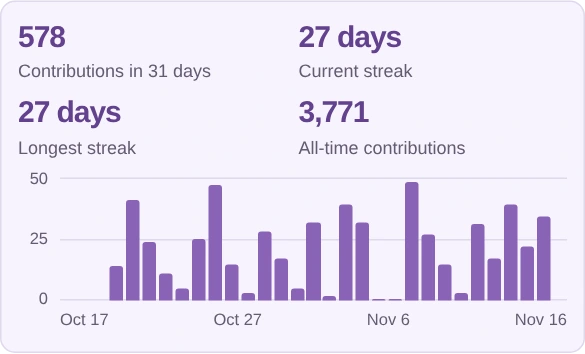 578
27 days
Contributions in 31 days
Current streak
27 days
3,771
Longest streak
All-time contributions
50
25
0
Oct 17
Oct 27
Nov 6
Nov 16